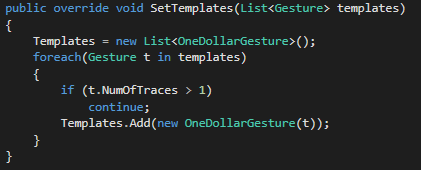 public override void SetTemplates(List<Gesture> templates)
{
    Templates = new List<OneDollarGesture>();
    foreach(Gesture t in templates)
    {
        if (t.NumOfTraces > 1)
            continue;
        Templates.Add(new OneDollarGesture(t));
    }
}